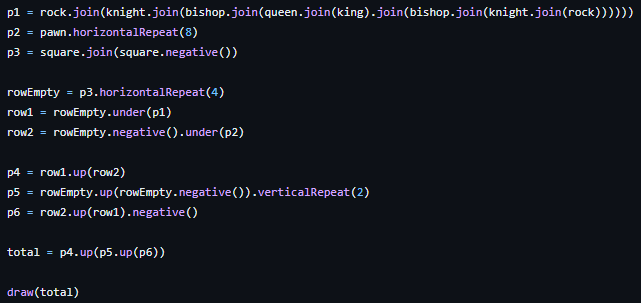 p1 = rock.join(knight.join(bishop.join(queen.join(king).join(bishop.join(knight.join(rock))))))
p2 = pawn.horizontalRepeat(8)
p3 = square.join(square.negative())
rowEmpty = p3.horizontalRepeat(4)
row1 = rowEmpty.under(p1)
row2 = rowEmpty.negative().under(p2)
p4 = row1.up(row2)
p5 = rowEmpty.up(rowEmpty.negative()).verticalRepeat(2)
p6 = row2.up(row1).negative()
total = p4.up(p5.up(p6))
draw(total)